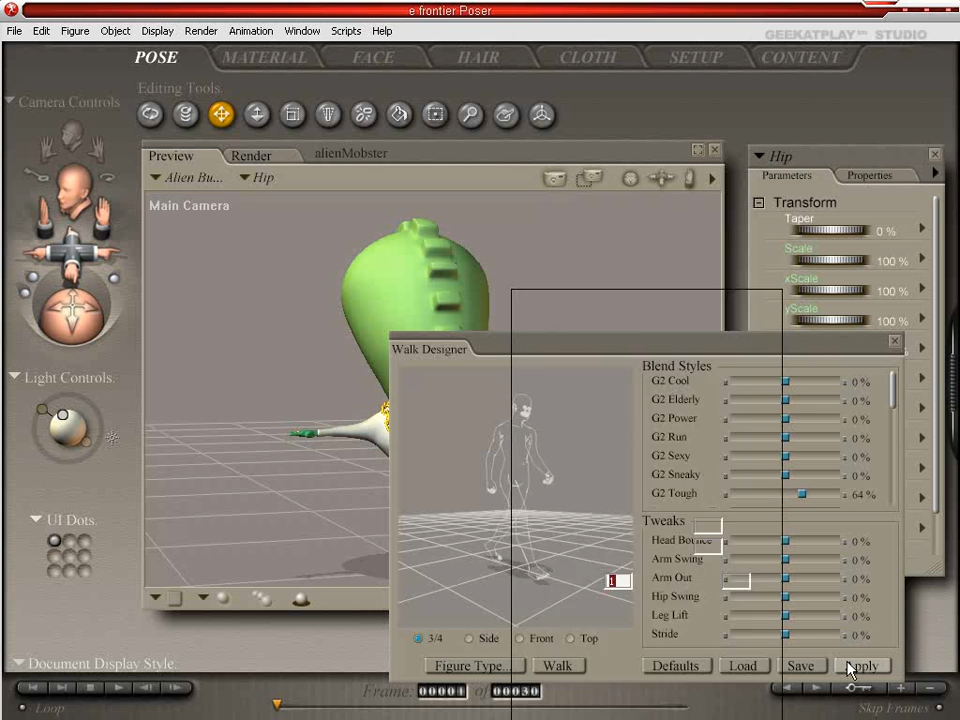 e frontier Poser
File Edit Figure Object Display Render Animation Window Scripts Help
GEEKATPLAY STUDIO
POSE MATERIAL FACE HAIR CLOTH SETUP CONTENT
Editing Tools.
Camera Controls
Preview Render alienMobster
Alien Bu... Hip
Main Camera
Hip
Parameters Properties
Transform
Taper
0 %
Scale
100 %
xScale
100 %
yScale
100 %
Light Controls.
UI Dots.
Walk Designer
Blend Styles
G2 Cool 0 %
G2 Elderly 0 %
G2 Power 0 %
G2 Run 0 %
G2 Sexy 0 %
G2 Sneaky 0 %
G2 Tough 64 %
Tweaks
Head Bounce 0 %
Arm Swing 0 %
Arm Out 0 %
Hip Swing 0 %
Leg Lift 0 %
Stride 0 %
1
3/4 Side Front Top
Figure Type... Walk Defaults Load Save Apply
Document Display Style.
Frame: 00001 of 00030
Loop
Skip Frames